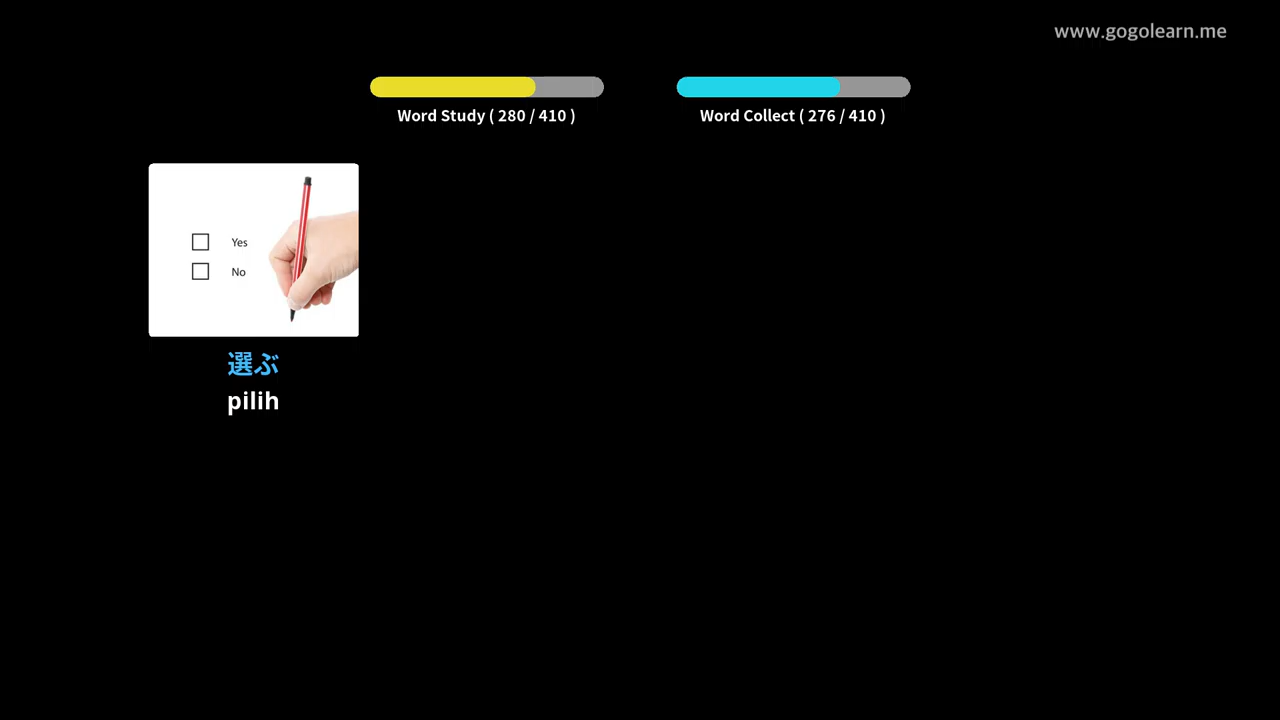 www.gogolearn.me
Word Study ( 280 / 410 )
Word Collect ( 276 / 410 )
Yes
No
選ぶ
pilih